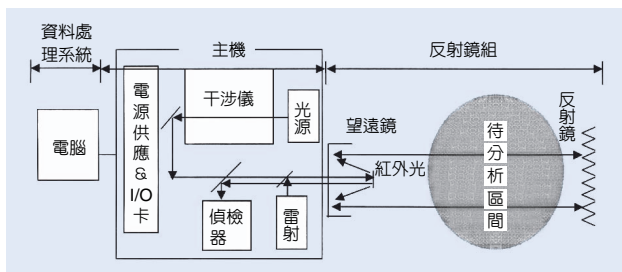 資料處
理系統
主機
反射鏡組
電腦
電源供應&I/O卡
干涉儀
光源
偵檢
器
雷射
望遠鏡
紅外光
待分析區間
反射鏡